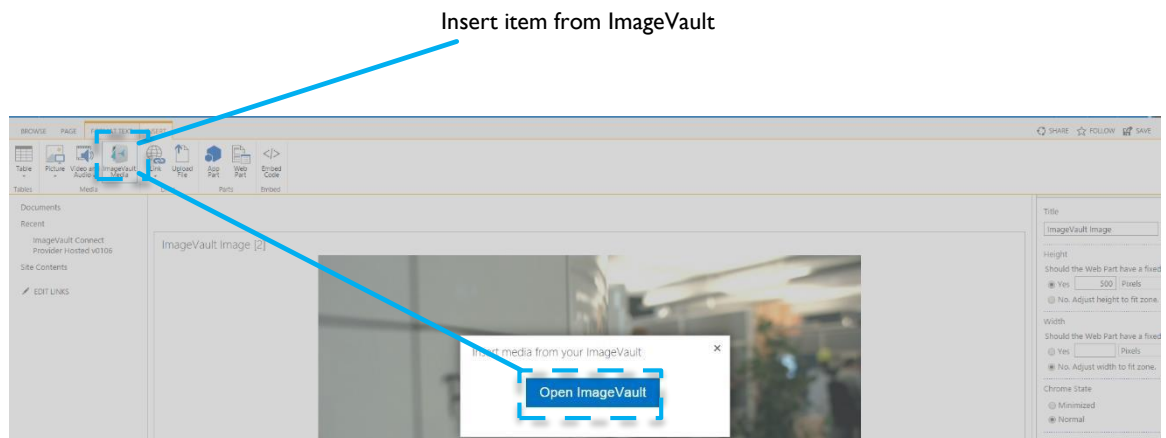 Insert item from ImageVault
BROWSE PAGE FORMAT TEXT INSERT
SHARE FOLLOW SAVE
Table
Picture
Video and Audio
ImageVault Media
Link
Upload File
App Part
Web Part
Embed Code
Tables Media Parts Embed
Documents
Recent
ImageVault Connect
Provider Hosted v0106
Site Contents
EDIT LINKS
ImageVault Image [2]
Insert media from your ImageVault ×
Open ImageVault
Title
ImageVault Image
Height
Should the Web Part have a fixed
Yes 500 Pixels
No. Adjust height to fit zone.
Width
Should the Web Part have a fixed
Yes Pixels
No. Adjust width to fit zone.
Chrome State
Minimized
Normal